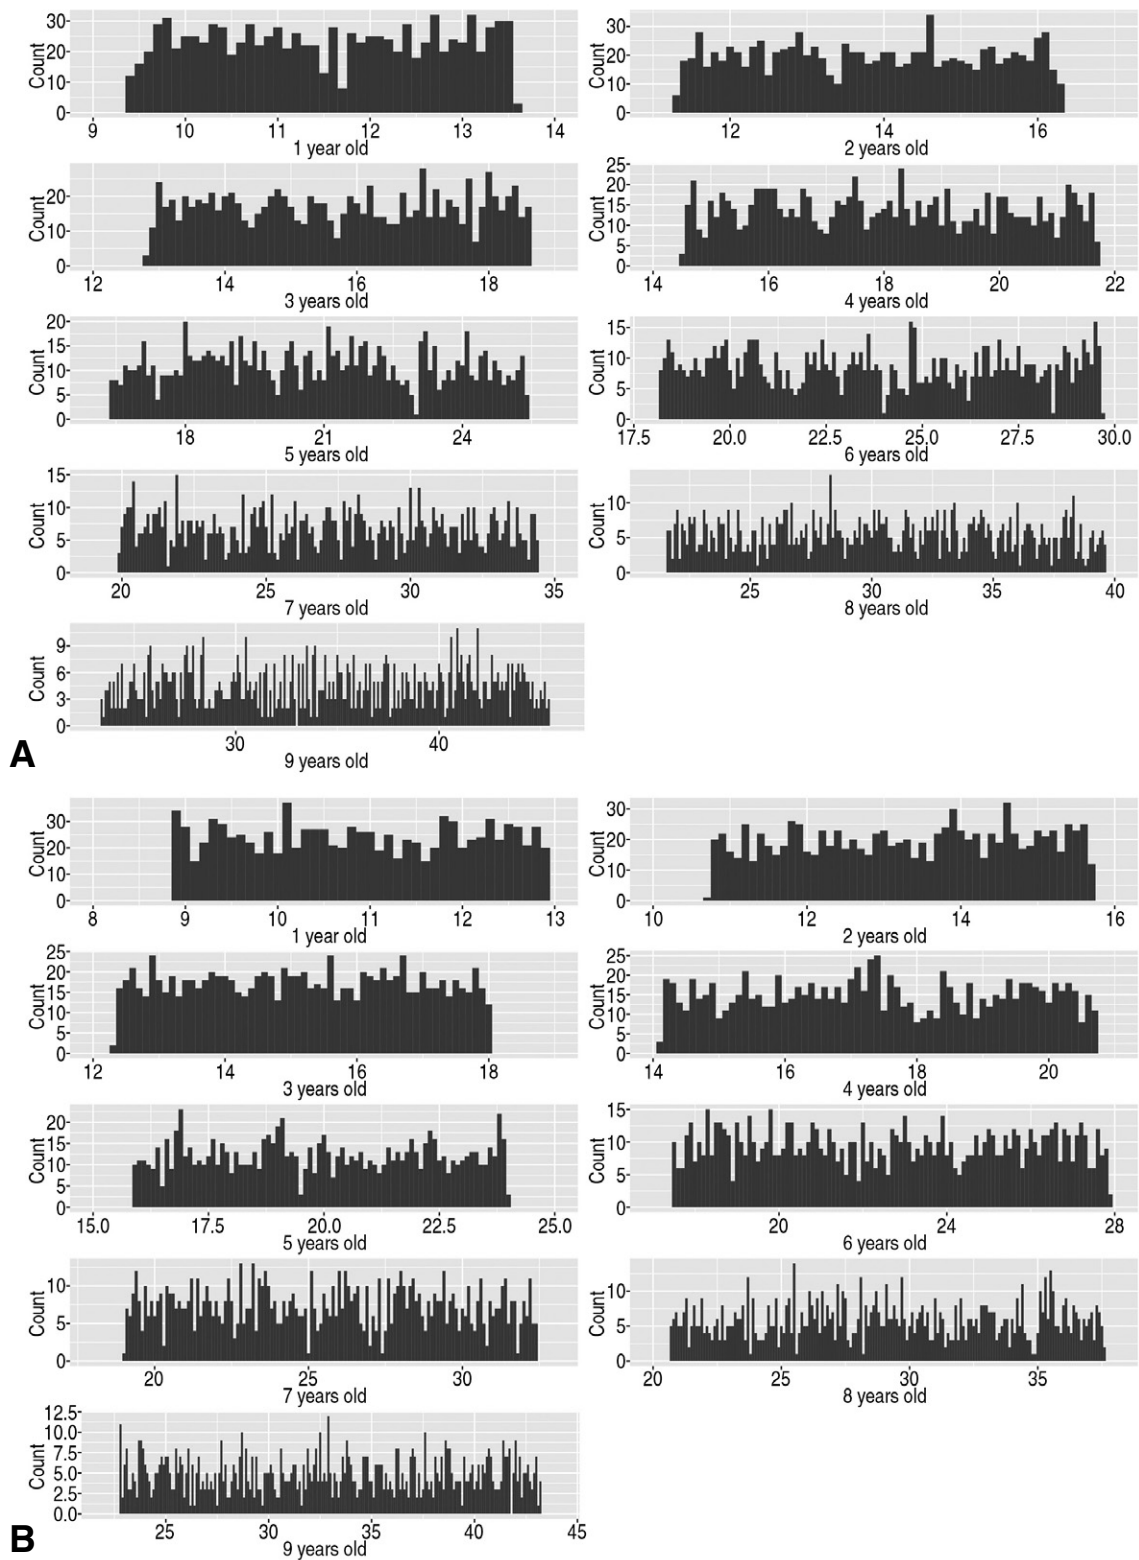 30
20
10
0
Count
9 10 11 12 13 14
1 year old
30
20
10
0
Count
12 14 16
2 years old
20
10
0
Count
12 14 16 18
3 years old
25
20
15
10
5
0
Count
14 16 18 20 22
4 years old
20
15
10
5
0
Count
18 21 24
5 years old
15
10
5
0
Count
17.5 20.0 22.5 25.0 27.5 30.0
6 years old
15
10
5
0
Count
20 25 30 35
7 years old
10
5
0
Count
25 30 35 40
8 years old
9
6
3
0
Count
30 40
9 years old
A
30
20
10
0
Count
8 9 10 11 12 13
1 year old
30
20
10
0
Count
10 12 14 16
2 years old
25
20
15
10
5
0
Count
12 14 16 18
3 years old
25
20
15
10
5
0
Count
14 16 18 20
4 years old
20
15
10
5
0
Count
15.0 17.5 20.0 22.5 25.0
5 years old
15
10
5
0
Count
20 24 28
6 years old
10
5
0
Count
20 25 30
7 years old
10
5
0
Count
20 25 30 35
8 years old
12.5
10.0
7.5
5.0
2.5
0.0
Count
25 30 35 40 45
9 years old
B